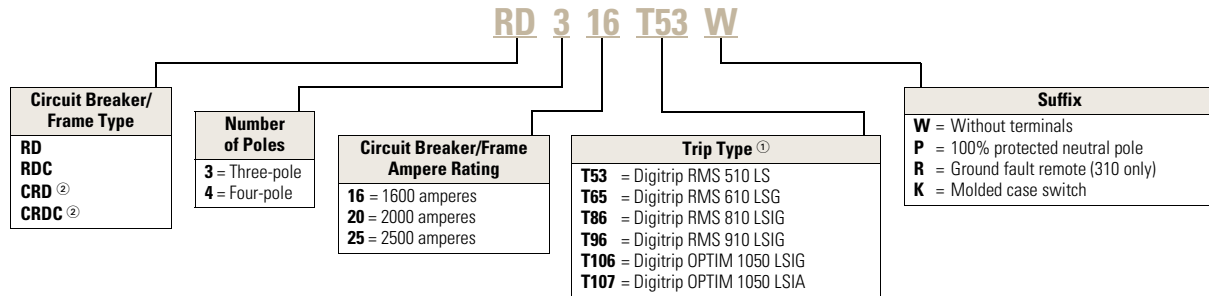 RD 3 16 T53 W
Circuit Breaker/
Frame Type
RD
RDC
CRD ②
CRDC ②
Number
of Poles
3 = Three-pole
4 = Four-pole
Circuit Breaker/Frame
Ampere Rating
16 = 1600 amperes
20 = 2000 amperes
25 = 2500 amperes
Trip Type ①
T53 = Digitrip RMS 510 LS
T65 = Digitrip RMS 610 LSG
T86 = Digitrip RMS 810 LSIG
T96 = Digitrip RMS 910 LSIG
T106 = Digitrip OPTIM 1050 LSIG
T107 = Digitrip OPTIM 1050 LSIA
Suffix
W = Without terminals
P = 100% protected neutral pole
R = Ground fault remote (310 only)
K = Molded case switch